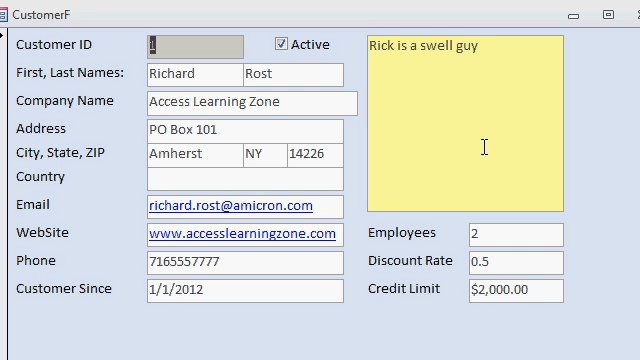 CustomerF
Customer ID 1 Active
First, Last Names: Richard Rost
Company Name Access Learning Zone
Address PO Box 101
City, State, ZIP Amherst NY 14226
Country
Email richard.rost@amicron.com
WebSite www.accesslearningzone.com
Phone 7165557777
Customer Since 1/1/2012
Rick is a swell guy
Employees 2
Discount Rate 0.5
Credit Limit $2,000.00